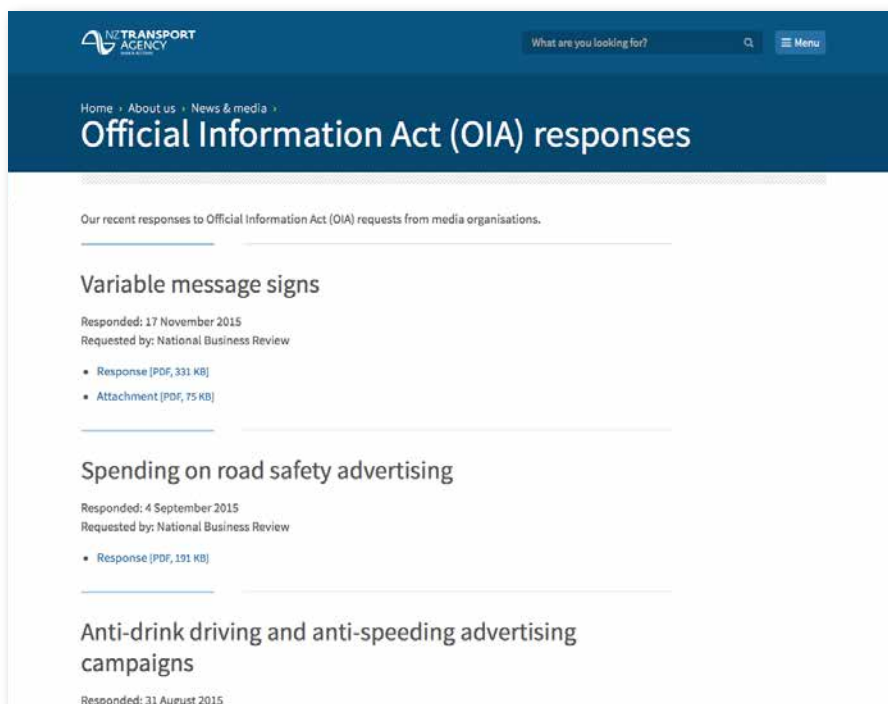 NZ TRANSPORT
AGENCY
What are you looking for?
Menu
Home › About us › News & media ›
Official Information Act (OIA) responses
Our recent responses to Official Information Act (OIA) requests from media organisations.
Variable message signs
Responded: 17 November 2015
Requested by: National Business Review
• Response [PDF, 331 KB]
• Attachment [PDF, 75 KB]
Spending on road safety advertising
Responded: 4 September 2015
Requested by: National Business Review
• Response [PDF, 191 KB]
Anti-drink driving and anti-speeding advertising
campaigns
Responded: 31 August 2015